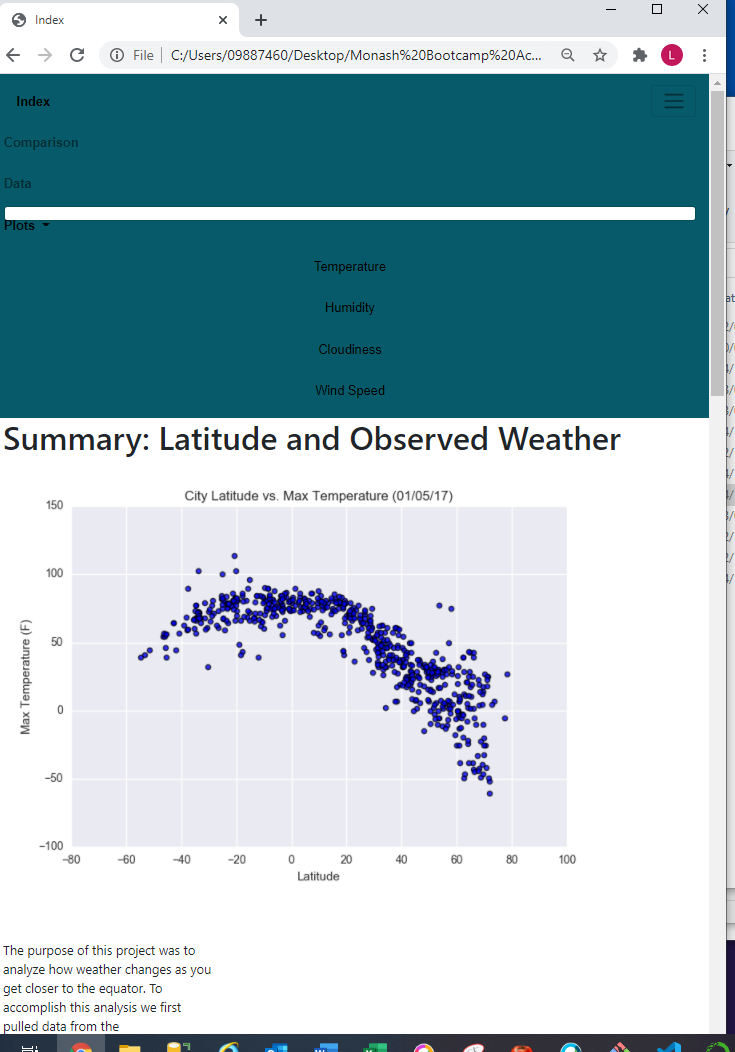 Index
File
C:/Users/09887460/Desktop/Monash%20Bootcamp%20Ac...
L
Index
Comparison
Data
Plots
Temperature
Humidity
Cloudiness
Wind Speed
Summary: Latitude and Observed Weather
City Latitude vs. Max Temperature (01/05/17)
150
100
50
0
−50
−100
Max Temperature (F)
−80 −60 −40 −20 0 20 40 60 80 100
Latitude
The purpose of this project was to
analyze how weather changes as you
get closer to the equator. To
accomplish this analysis we first
pulled data from the